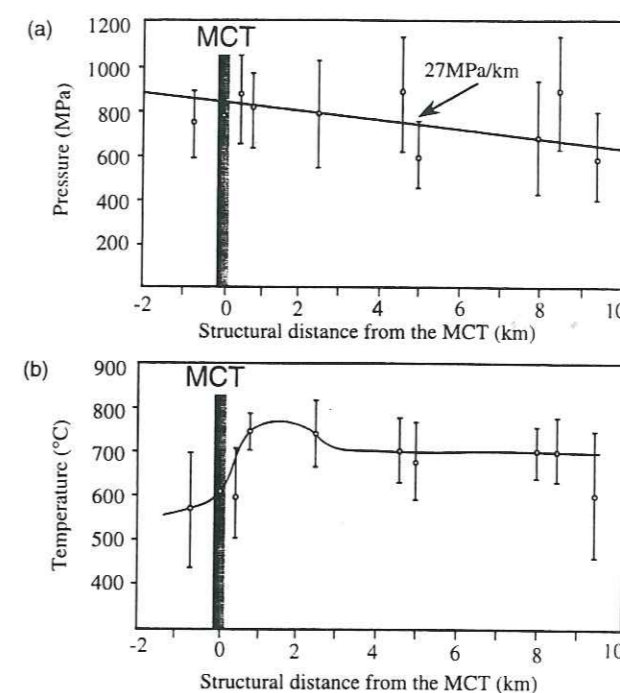 (a)
1200
MCT
1000
27MPa/km
800
Pressure (MPa)
600
400
200
-2 0 2 4 6 8 10
Structural distance from the MCT (km)
(b)
900
MCT
800
700
Temperature (°C)
600
500
400
-2 0 2 4 6 8 10
Structural distance from the MCT (km)